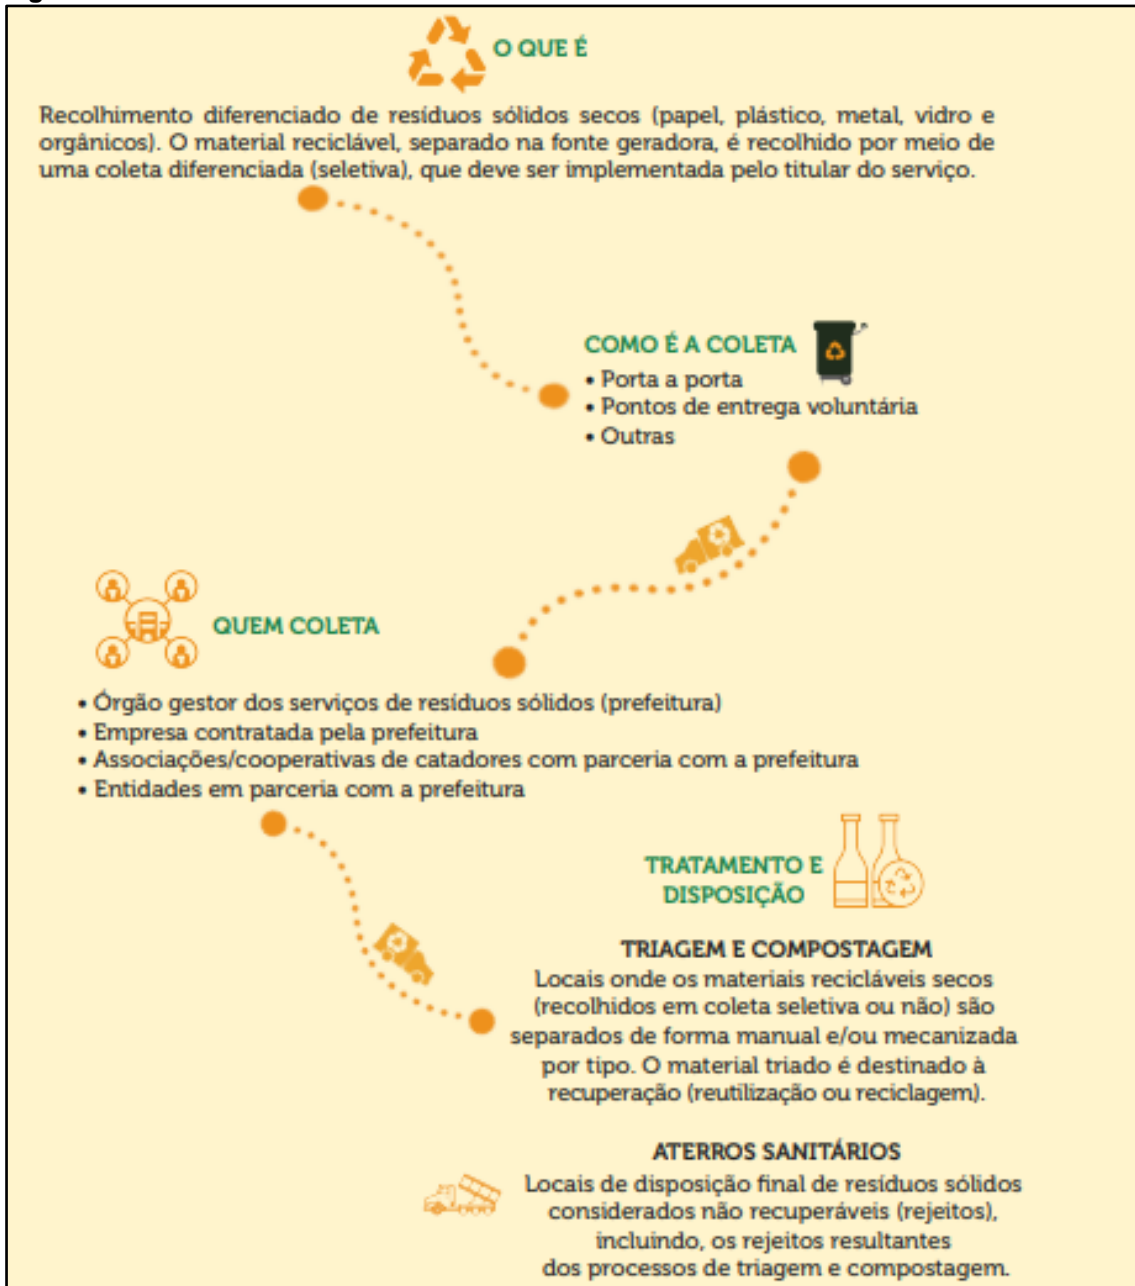 O QUE É
Recolhimento diferenciado de resíduos sólidos secos (papel, plástico, metal, vidro e
orgânicos). O material reciclável, separado na fonte geradora, é recolhido por meio de
uma coleta diferenciada (seletiva), que deve ser implementada pelo titular do serviço.
COMO É A COLETA
• Porta a porta
• Pontos de entrega voluntária
• Outras
QUEM COLETA
• Órgão gestor dos serviços de resíduos sólidos (prefeitura)
• Empresa contratada pela prefeitura
• Associações/cooperativas de catadores com parceria com a prefeitura
• Entidades em parceria com a prefeitura
TRATAMENTO E
DISPOSIÇÃO
TRIAGEM E COMPOSTAGEM
Locais onde os materiais recicláveis secos
(recolhidos em coleta seletiva ou não) são
separados de forma manual e/ou mecanizada
por tipo. O material triado é destinado à
recuperação (reutilização ou reciclagem).
ATERROS SANITÁRIOS
Locais de disposição final de resíduos sólidos
considerados não recuperáveis (rejeitos),
incluindo, os rejeitos resultantes
dos processos de triagem e compostagem.